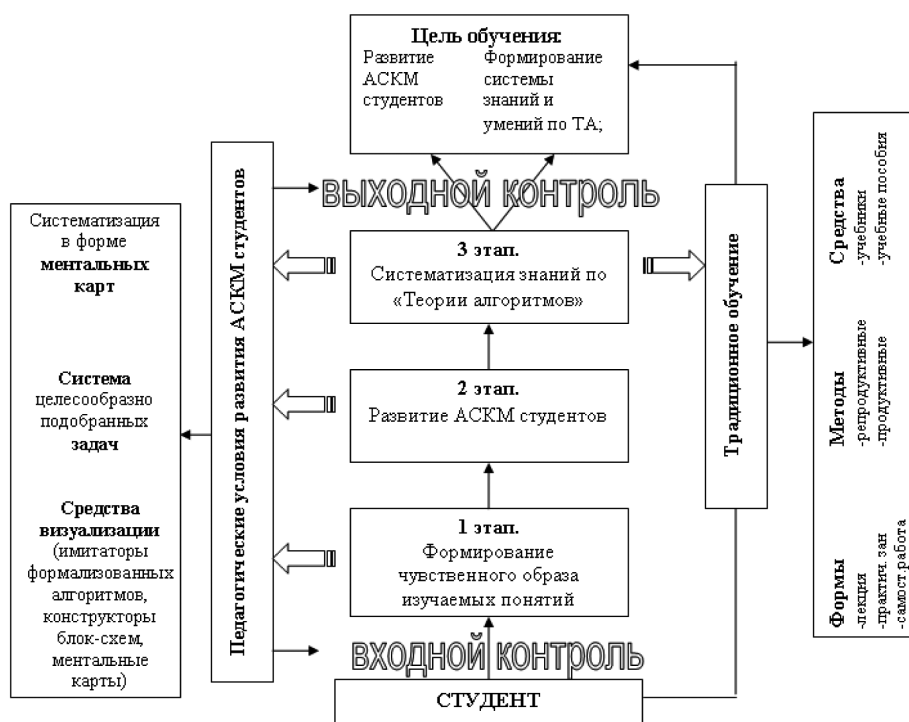 Цель обучения:
Развитие
АСКМ
студентов
Формирование
системы
знаний и
умений по ТА;
ВЫХОДНОЙ КОНТРОЛЬ
Систематизация
в форме
ментальных
карт
Система
целесообразно
подобранных
задач
Средства
визуализации
(имитаторы
формализованных
алгоритмов,
конструкторы
блок-схем,
ментальные
карты)
Педагогические условия развития АСКМ студентов
3 этап.
Систематизация знаний по
«Теории алгоритмов»
2 этап.
Развитие АСКМ студентов
1 этап.
Формирование
чувственного образа
изучаемых понятий
ВХОДНОЙ КОНТРОЛЬ
СТУДЕНТ
Традиционное обучение
Средства
-учебники
-учебные пособия
Методы
-репродуктивные
-продуктивные
Формы
-лекция
-практич. зан
-самост.работа